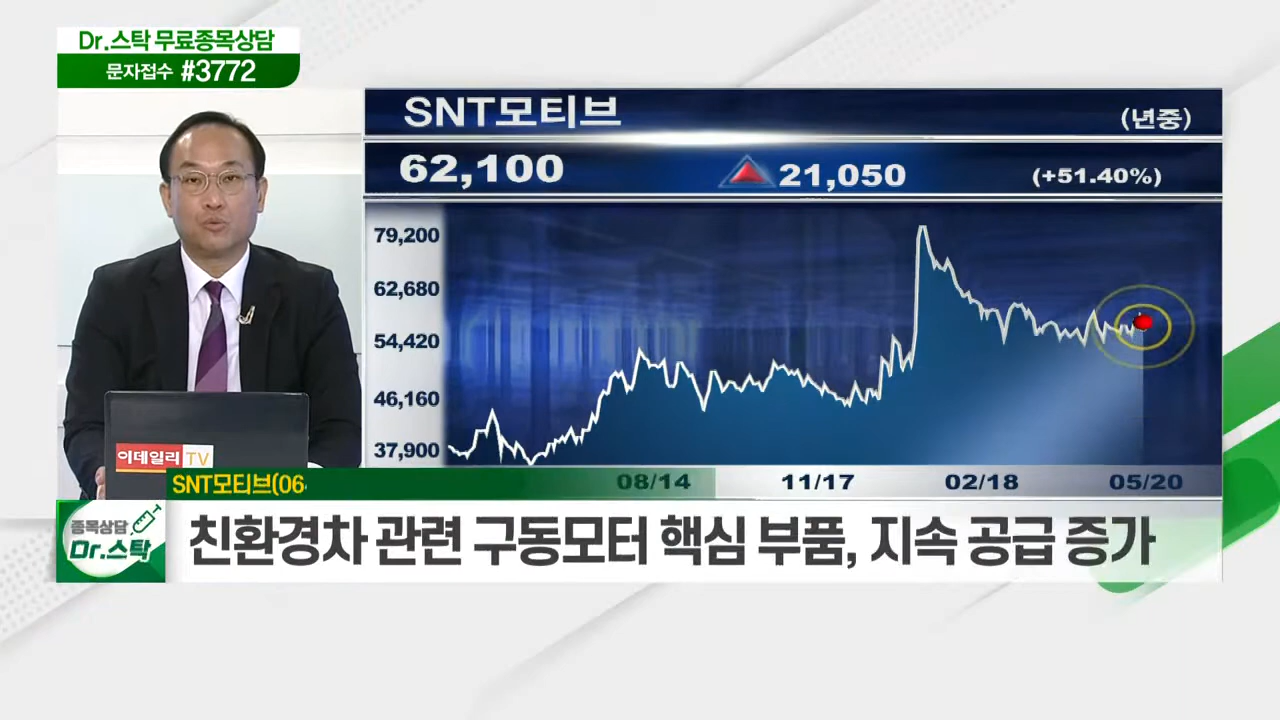 Dr.스탁 무료종목상담
문자접수 #3772
SNT모티브
(년중)
62,100 21,050 (+51.40%)
79,200
62,680
54,420
46,160
37,900
08/14 11/17 02/18 05/20
이데일리 TV
SNT모티브(06
종목상담
Dr.스탁
친환경차 관련 구동모터 핵심 부품, 지속 공급 증가